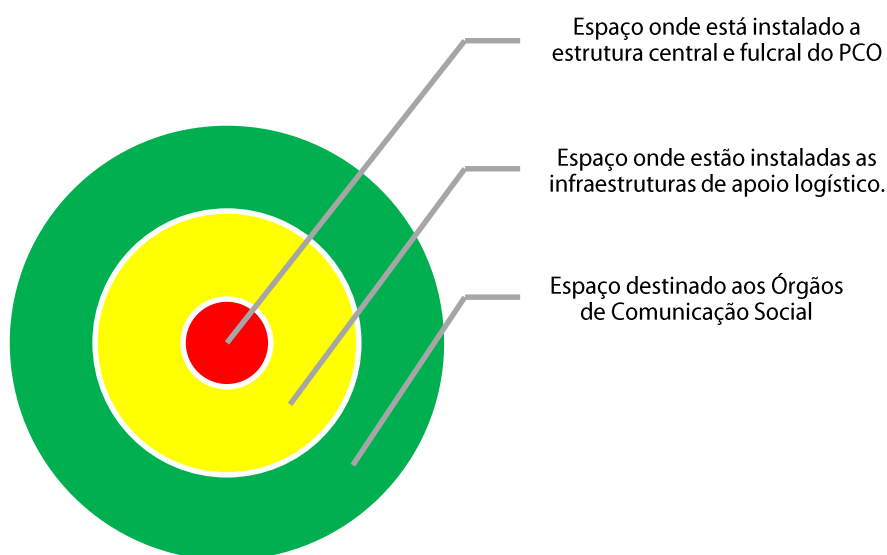 Espaço onde está instalado a
estrutura central e fulcral do PCO
Espaço onde estão instaladas as
infraestruturas de apoio logístico.
Espaço destinado aos Órgãos
de Comunicação Social